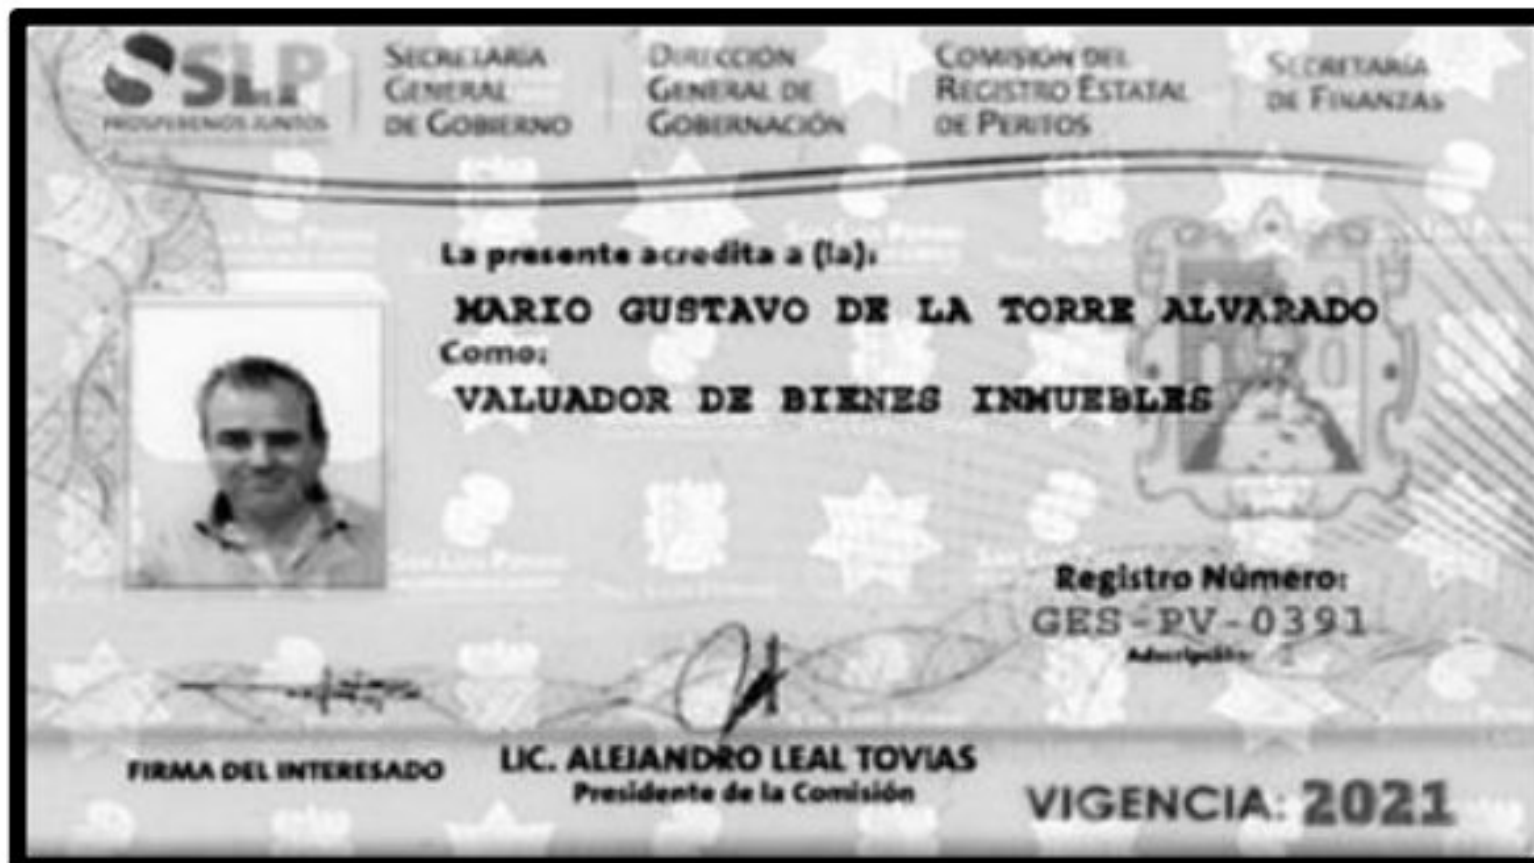 SLP
PROSPEREMOS JUNTOS
SECRETARÍA
GENERAL
DE GOBIERNO
DIRECCIÓN
GENERAL DE
GOBERNACIÓN
COMISIÓN DEL
REGISTRO ESTATAL
DE PERITOS
SECRETARÍA
DE FINANZAS
La presente acredita a (la):
MARIO GUSTAVO DE LA TORRE ALVARADO
Como:
VALUADOR DE BIENES INMUEBLES
Registro Número:
GES-PV-0391
Adscripción:
FIRMA DEL INTERESADO
LIC. ALEJANDRO LEAL TOVIAS
Presidente de la Comisión
VIGENCIA: 2021